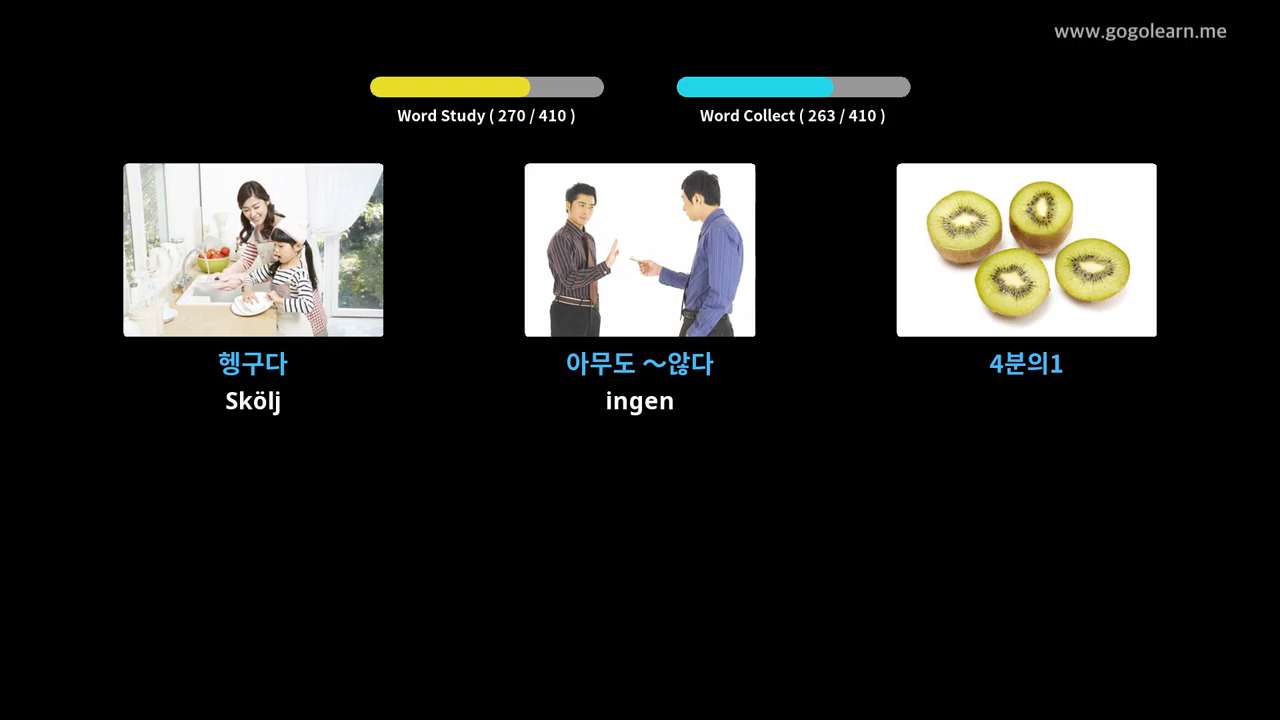 www.gogolearn.me
Word Study ( 270 / 410 )
Word Collect ( 263 / 410 )
헹구다
Skölj
아무도 ～않다
ingen
4분의1